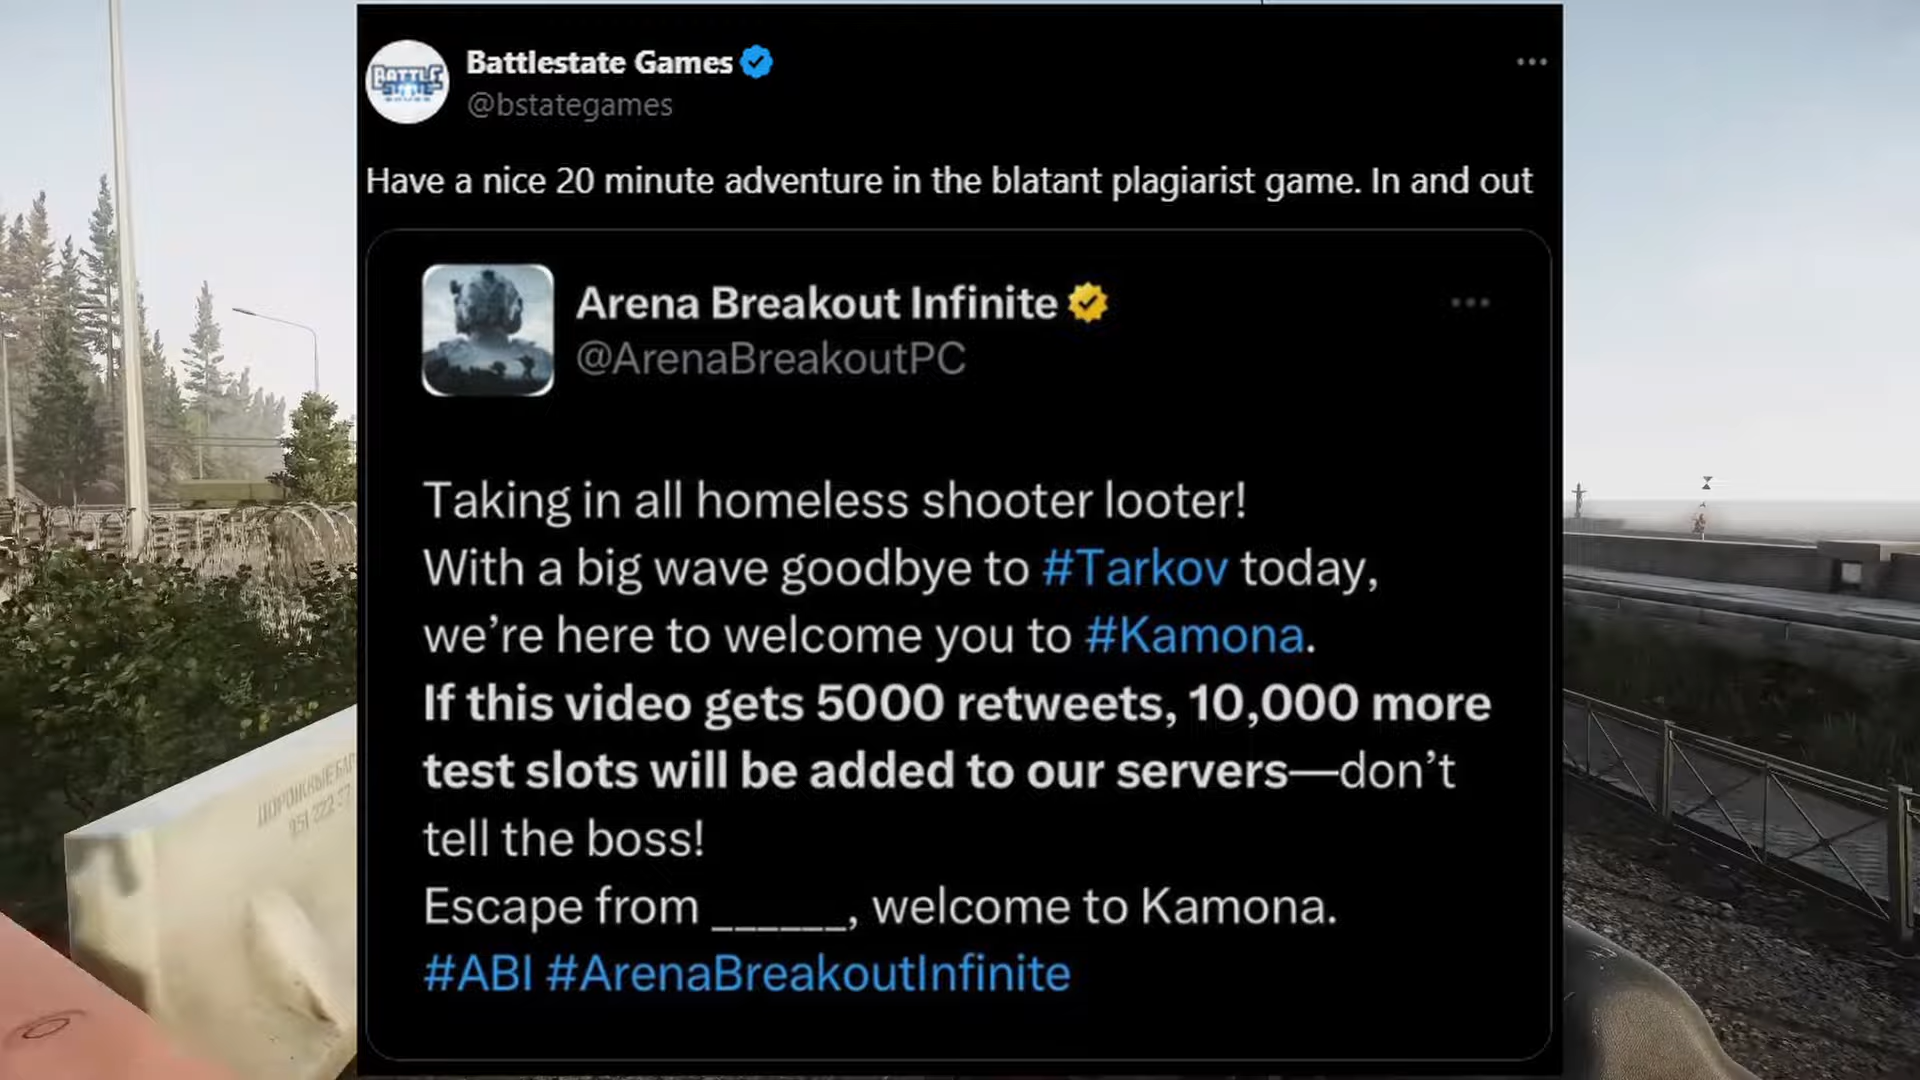 BATTLE
STATE
GAMES
Battlestate Games
@bstategames
Have a nice 20 minute adventure in the blatant plagiarist game. In and out
Arena Breakout Infinite
@ArenaBreakoutPC
Taking in all homeless shooter looter!
With a big wave goodbye to #Tarkov today,
we’re here to welcome you to #Kamona.
If this video gets 5000 retweets, 10,000 more
test slots will be added to our servers—don’t
tell the boss!
Escape from ______, welcome to Kamona.
#ABI #ArenaBreakoutInfinite